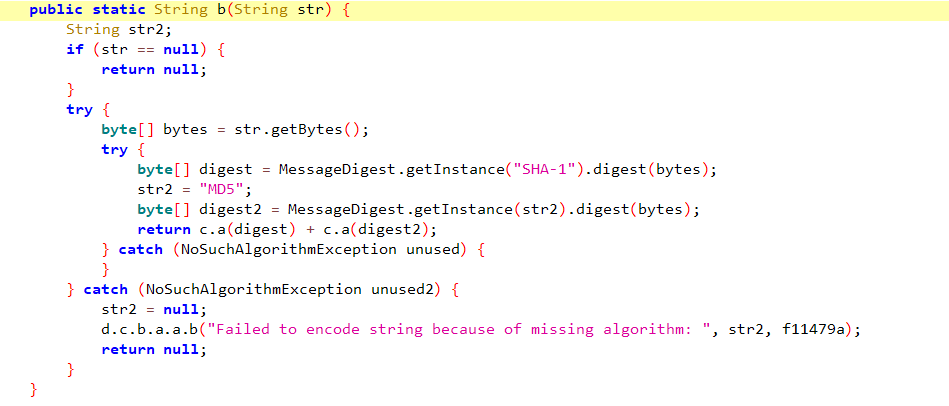 public static String b(String str) {
    String str2;
    if (str == null) {
        return null;
    }
    try {
        byte[] bytes = str.getBytes();
        try {
            byte[] digest = MessageDigest.getInstance("SHA-1").digest(bytes);
            str2 = "MD5";
            byte[] digest2 = MessageDigest.getInstance(str2).digest(bytes);
            return c.a(digest) + c.a(digest2);
        } catch (NoSuchAlgorithmException unused) {
        }
    } catch (NoSuchAlgorithmException unused2) {
        str2 = null;
        d.c.b.a.a.b("Failed to encode string because of missing algorithm: ", str2, f11479a);
        return null;
    }
}